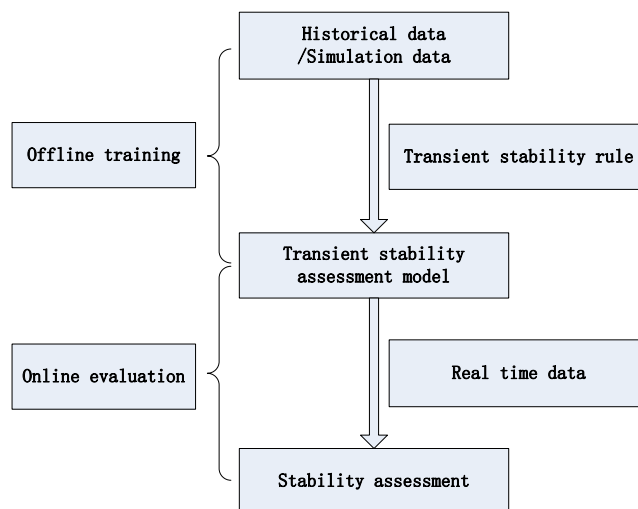 Historical data
/Simulation data
Offline training
Transient stability rule
Transient stability
assessment model
Online evaluation
Real time data
Stability assessment